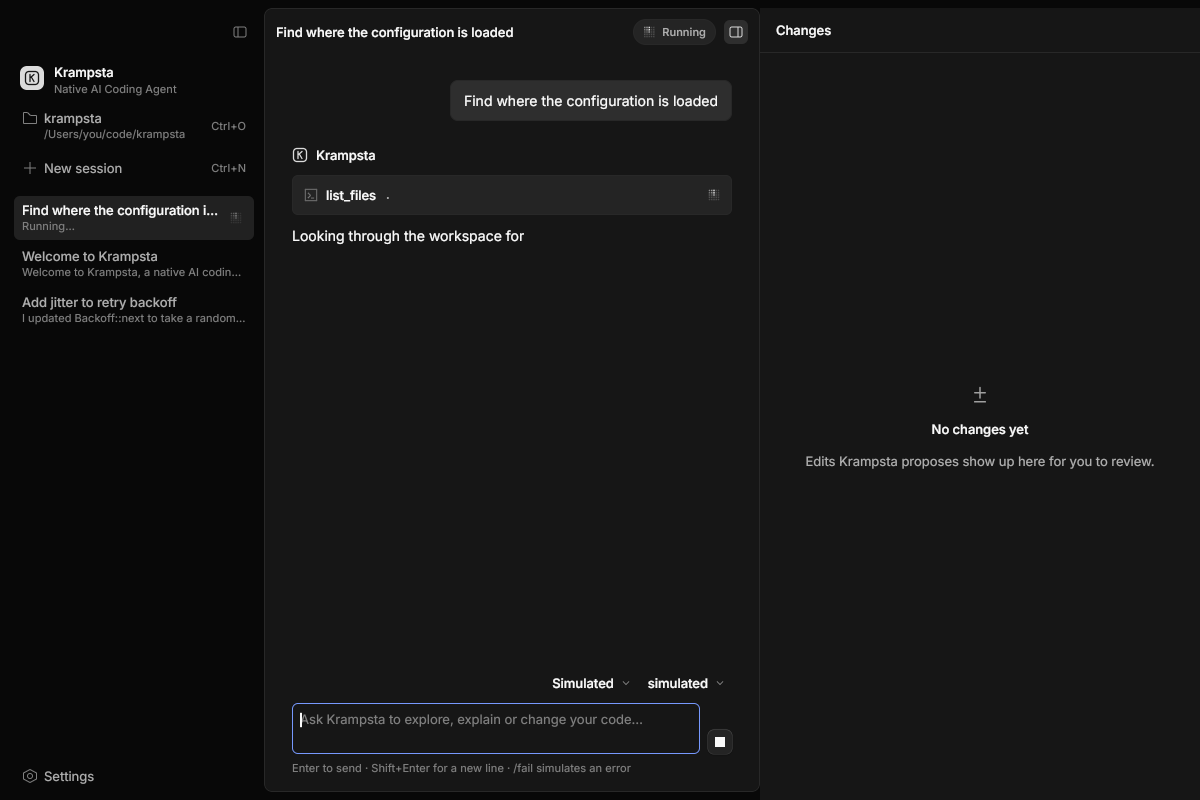 Krampsta
Native AI Coding Agent
krampsta
/Users/you/code/krampsta
Ctrl+O
New session
Ctrl+N
Find where the configuration i...
Running...
Welcome to Krampsta
Welcome to Krampsta, a native AI codin...
Add jitter to retry backoff
I updated Backoff::next to take a random...
Settings
Find where the configuration is loaded
Running
Find where the configuration is loaded
K Krampsta
list_files .
Looking through the workspace for
Simulated
simulated
Ask Krampsta to explore, explain or change your code...
Enter to send · Shift+Enter for a new line · /fail simulates an error
Changes
No changes yet
Edits Krampsta proposes show up here for you to review.